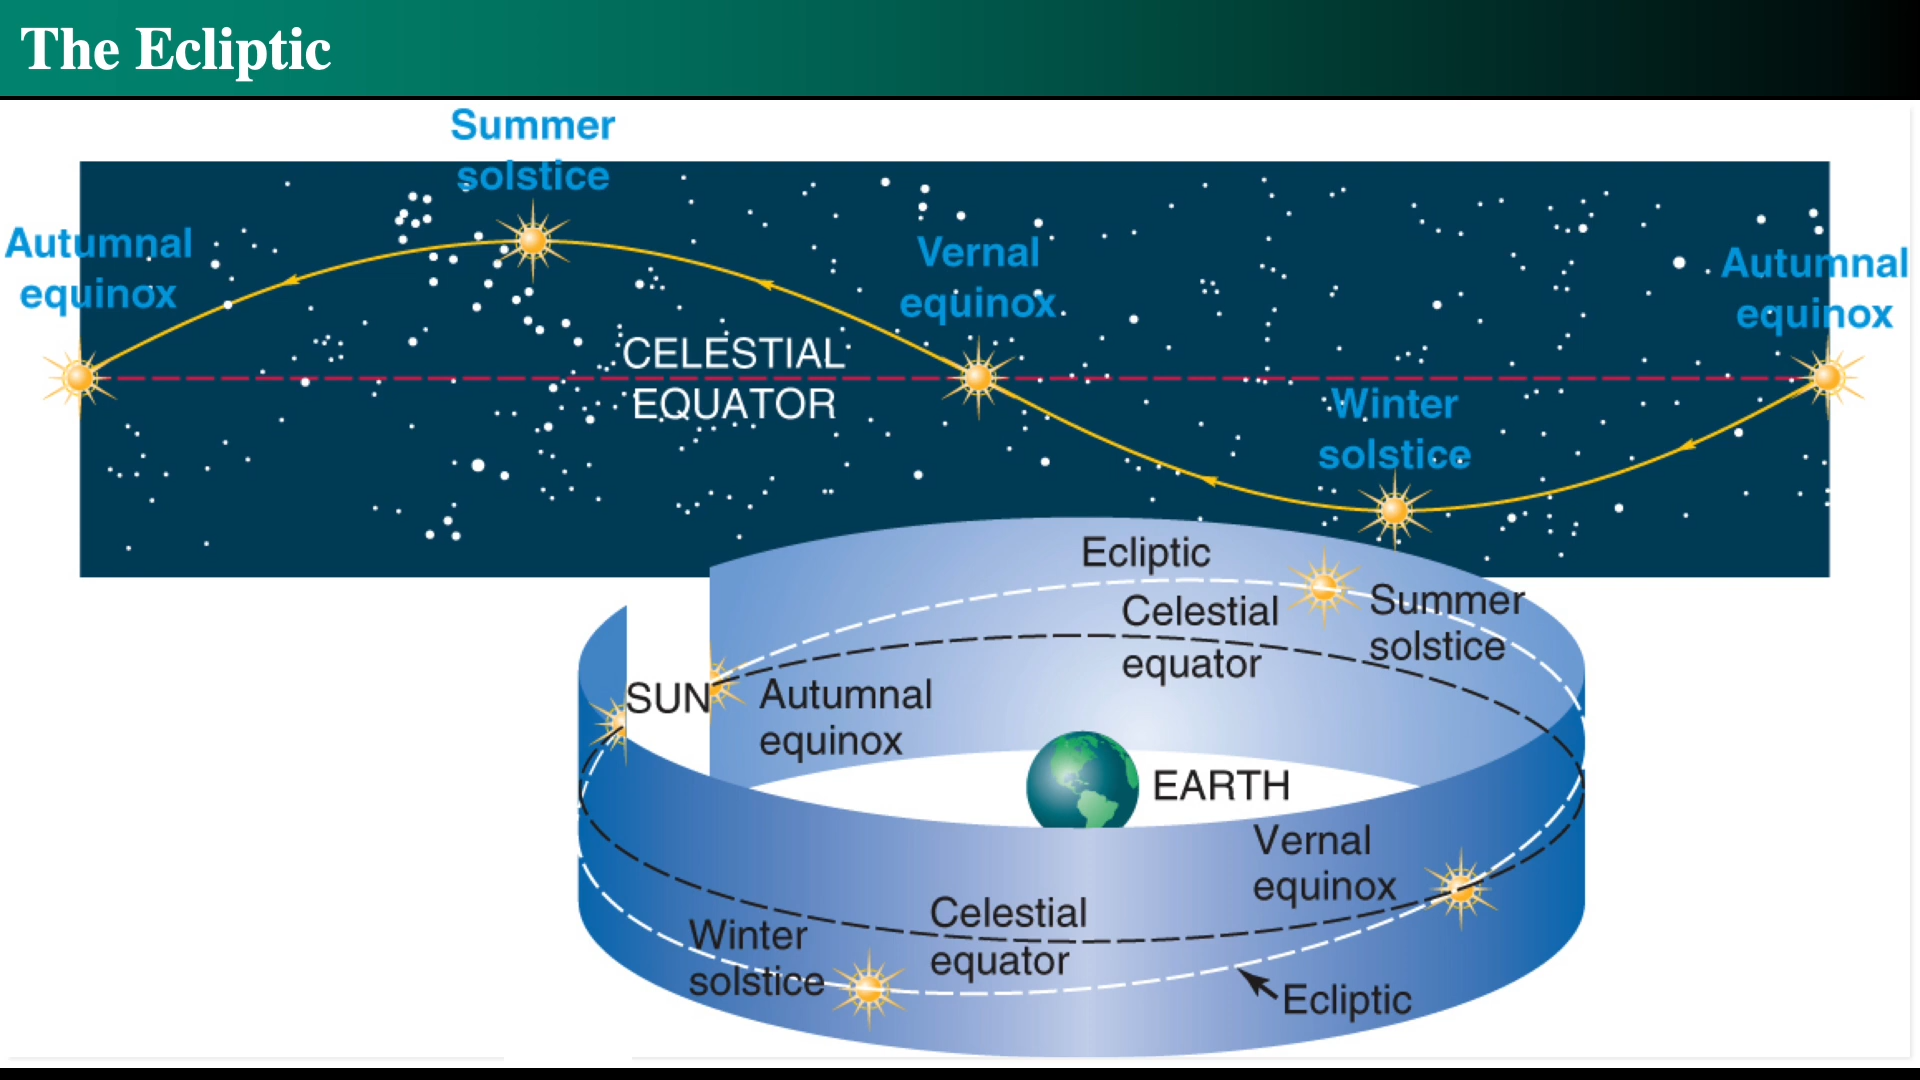 The Ecliptic
Summer
solstice
Autumnal
equinox
Vernal
equinox
Autumnal
equinox
CELESTIAL
EQUATOR
Winter
solstice
Ecliptic
Summer
solstice
Celestial
equator
SUN
Autumnal
equinox
EARTH
Vernal
equinox
Celestial
equator
Winter
solstice
Ecliptic